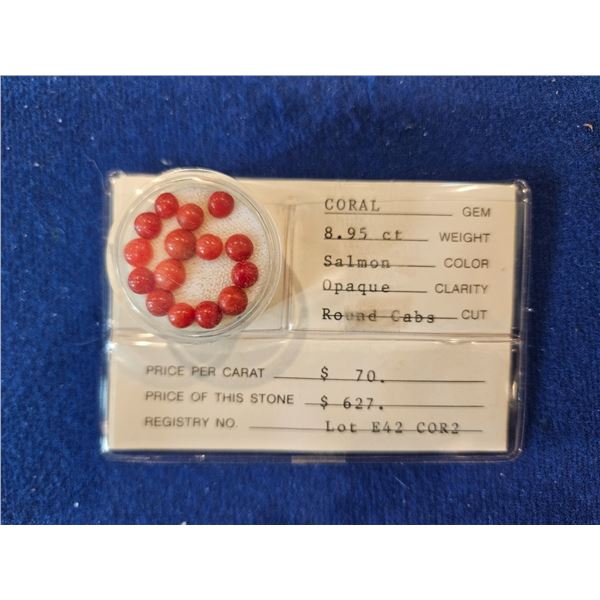 CORAL GEM
8.95 ct WEIGHT
Salmon COLOR
Opaque CLARITY
Round Cabs CUT
PRICE PER CARAT $ 70.
PRICE OF THIS STONE $ 627.
REGISTRY NO. Lot E42 COR2